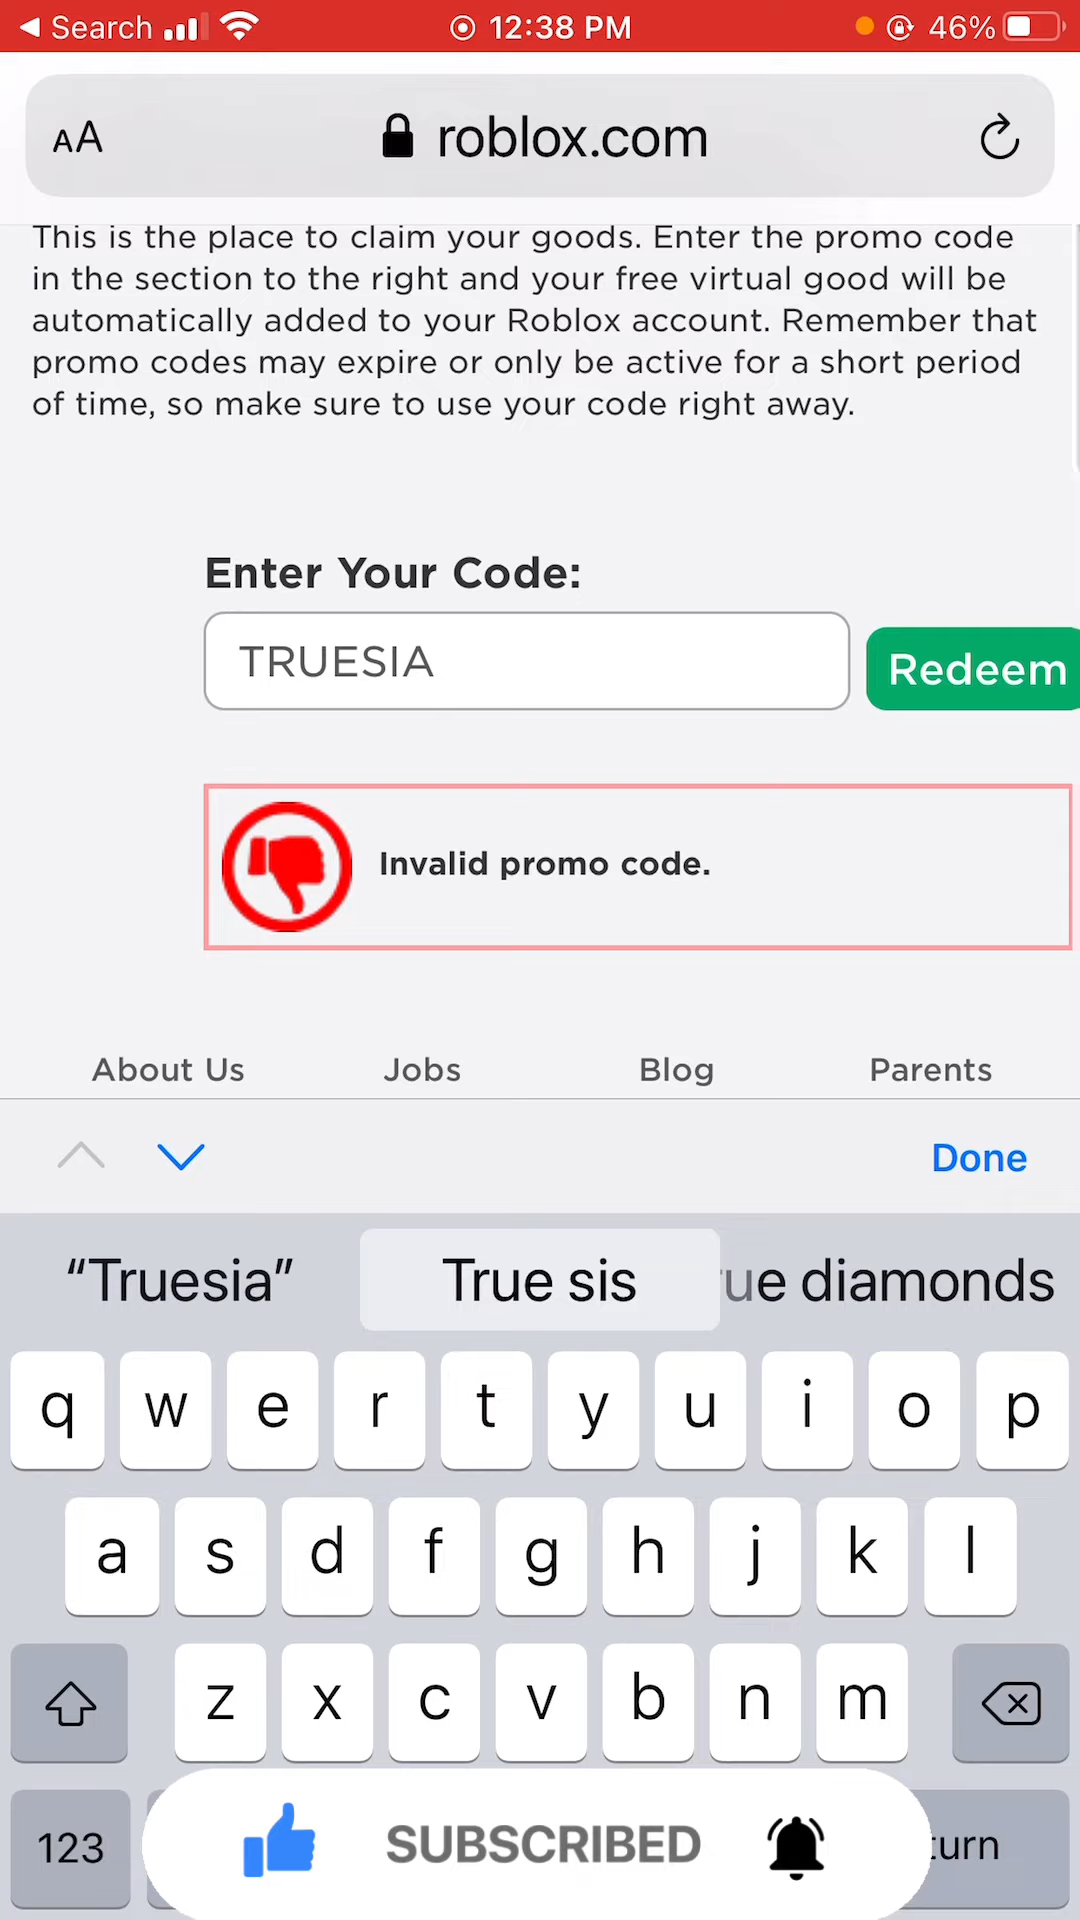 Search 12:38 PM 46%
AA roblox.com
This is the place to claim your goods. Enter the promo code
in the section to the right and your free virtual good will be
automatically added to your Roblox account. Remember that
promo codes may expire or only be active for a short period
of time, so make sure to use your code right away.
Enter Your Code:
TRUESIA Redeem
Invalid promo code.
About Us Jobs Blog Parents
Done
“Truesia” True sis ue diamonds
q w e r t y u i o p
a s d f g h j k l
z x c v b n m
123 SUBSCRIBED turn